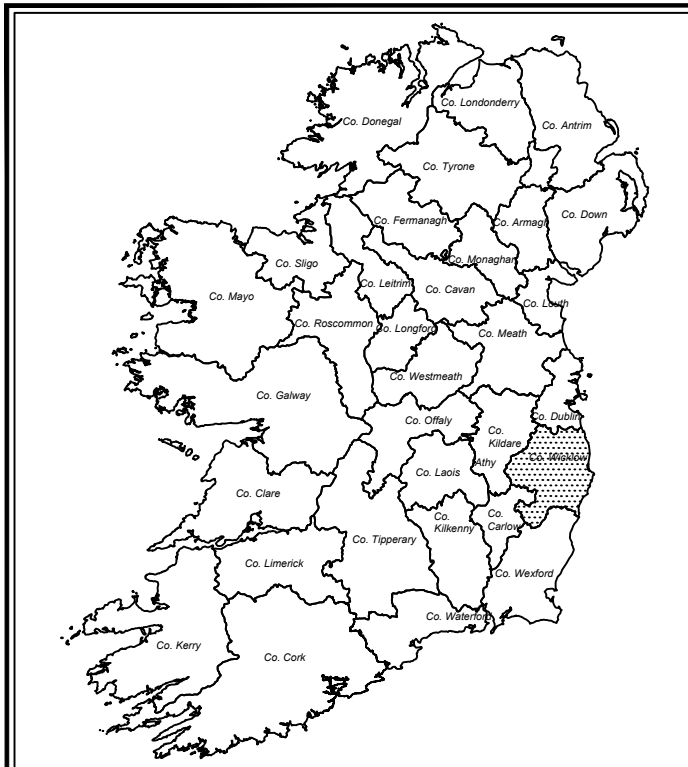 Co. Londonderry
Co. Donegal
Co. Antrim
Co. Tyrone
Co. Fermanagh
Co. Armagh
Co. Down
Co. Monaghan
Co. Sligo
Co. Leitrim
Co. Cavan
Co. Mayo
Co. Louth
Co. Roscommon
Co. Longford
Co. Meath
Co. Westmeath
Co. Galway
Co. Offaly
Co. Dublin
Co.
Kildare
Athy
Co. Wicklow
Co. Laois
Co. Clare
Co.
Kilkenny
Co.
Carlow
Co. Tipperary
Co. Limerick
Co. Wexford
Co. Waterford
Co. Kerry
Co. Cork